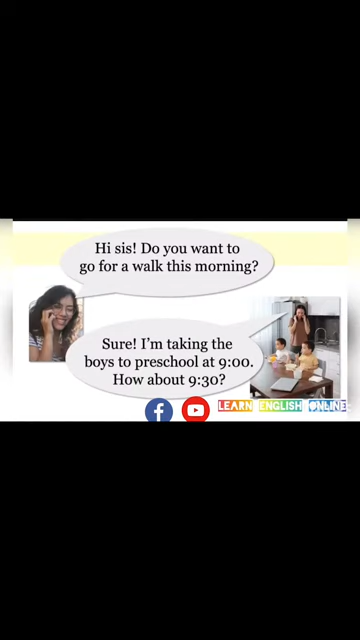 Hi sis! Do you want to
go for a walk this morning?
Sure! I'm taking the
boys to preschool at 9:00.
How about 9:30?
LEARN ENGLISH ONLINE